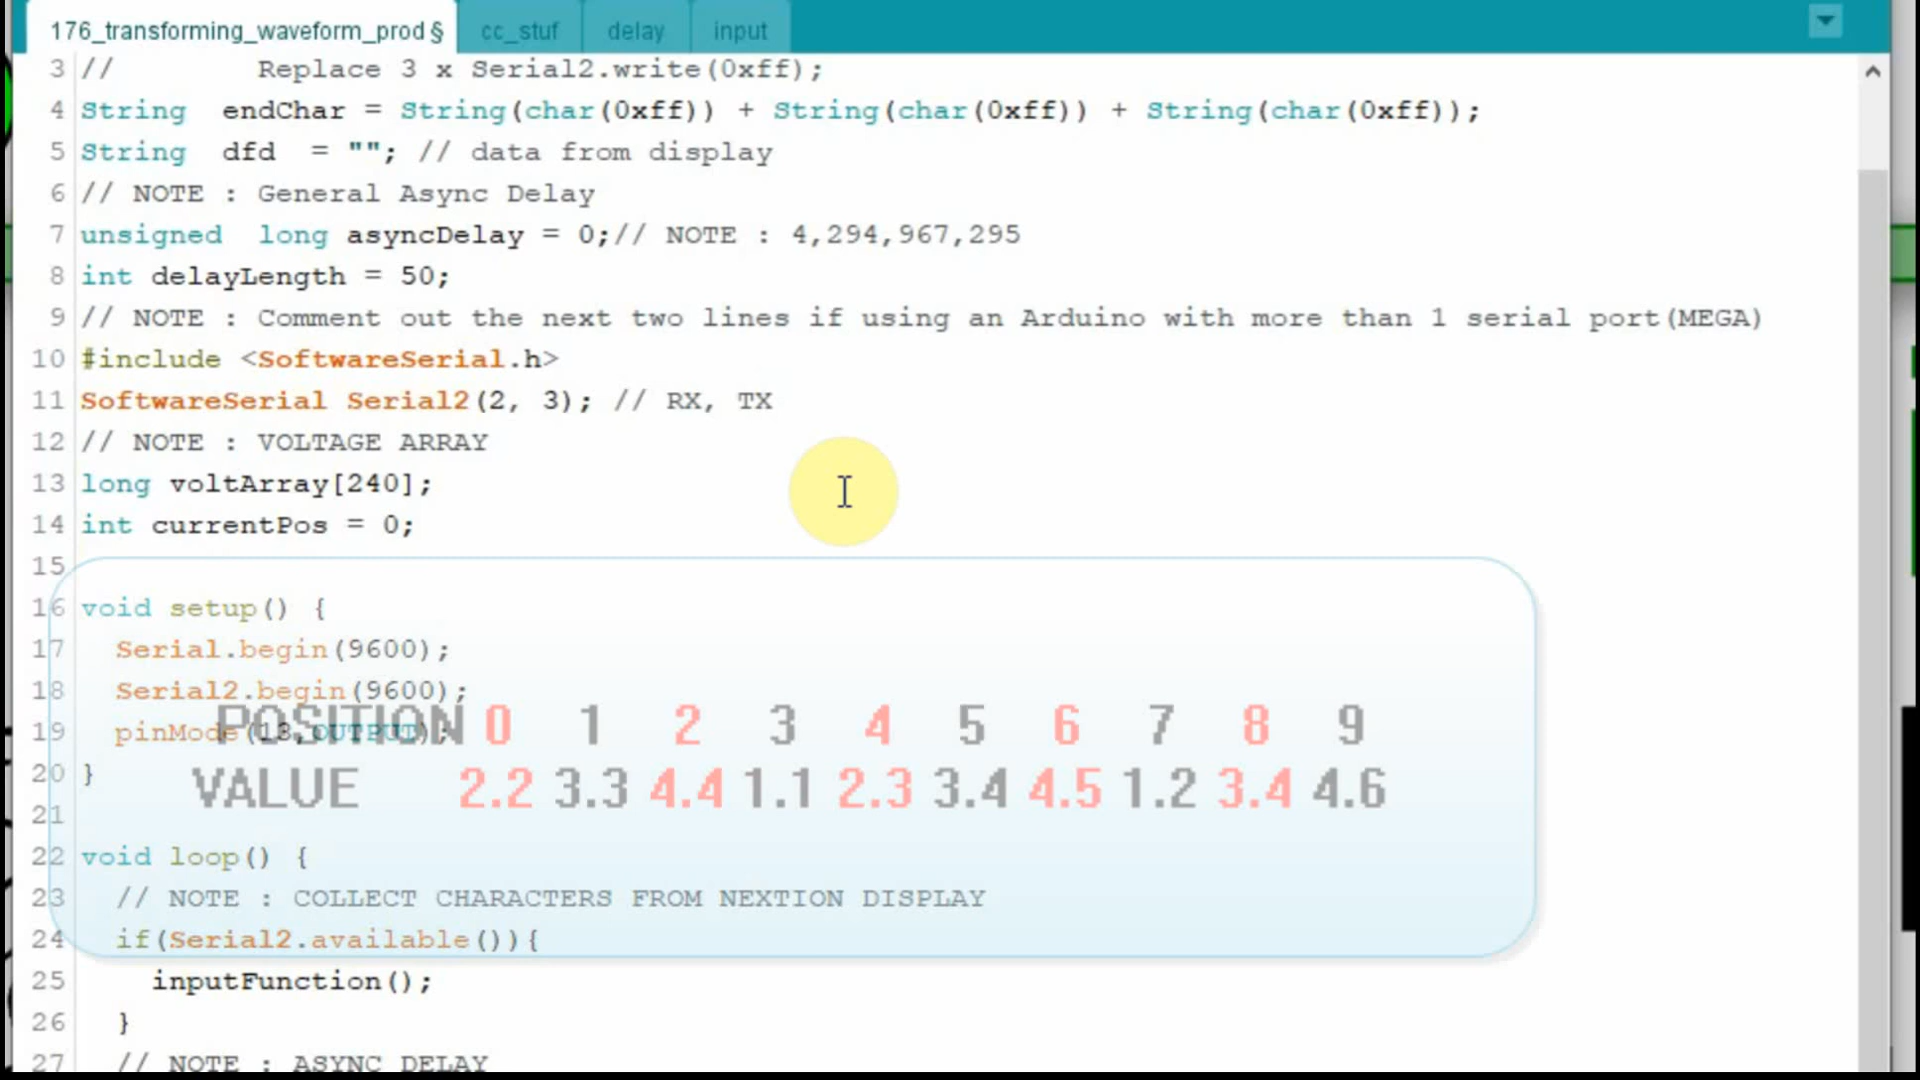 176_transforming_waveform_prod § cc_stuf delay input
3 // Replace 3 x Serial2.write(0xff);
4 String endChar = String(char(0xff)) + String(char(0xff)) + String(char(0xff));
5 String dfd = ""; // data from display
6 // NOTE : General Async Delay
7 unsigned long asyncDelay = 0;// NOTE : 4,294,967,295
8 int delayLength = 50;
9 // NOTE : Comment out the next two lines if using an Arduino with more than 1 serial port(MEGA)
10 #include <SoftwareSerial.h>
11 SoftwareSerial Serial2(2, 3); // RX, TX
12 // NOTE : VOLTAGE ARRAY
13 long voltArray[240];
14 int currentPos = 0;
15
16 void setup() {
17 Serial.begin(9600);
18 Serial2.begin(9600);
19 pinMode(13,OUTPUT);
POSITION 0 1 2 3 4 5 6 7 8 9
20 }
VALUE 2.2 3.3 4.4 1.1 2.3 3.4 4.5 1.2 3.4 4.6
21
22 void loop() {
23 // NOTE : COLLECT CHARACTERS FROM NEXTION DISPLAY
24 if(Serial2.available()){
25 inputFunction();
26 }
27 // NOTE : ASYNC DELAY